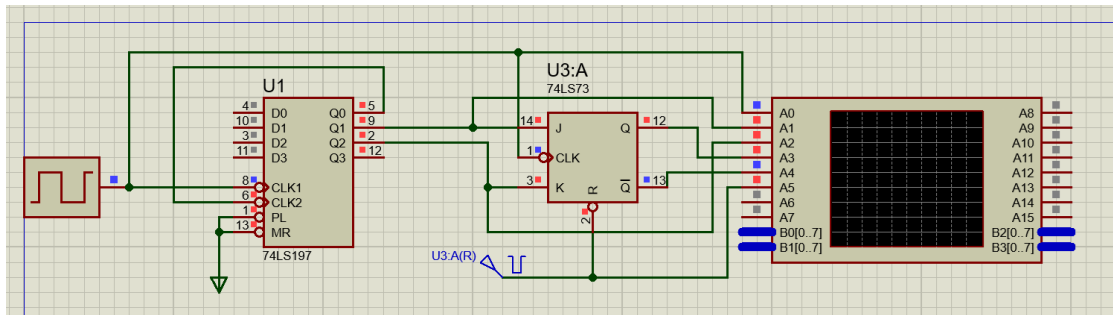 U1
4 D0 Q0 5
10 D1 Q1 9
3 D2 Q2 2
11 D3 Q3 12
8 CLK1
6 CLK2
1 PL
13 MR
74LS197
U3:A
74LS73
14 J Q 12
1 CLK
3 K Q 13
R
2
U3:A(R)
A0 A8
A1 A9
A2 A10
A3 A11
A4 A12
A5 A13
A6 A14
A7 A15
B0[0..7] B2[0..7]
B1[0..7] B3[0..7]